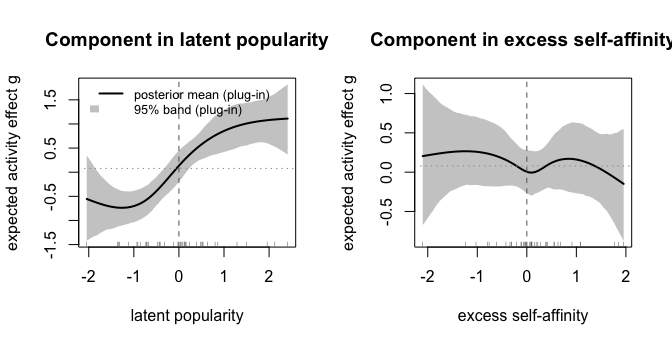 Component in latent popularity
expected activity effect g
1.5
0.5
-0.5
-1.5
posterior mean (plug-in)
95% band (plug-in)
-2 -1 0 1 2
latent popularity
Component in excess self-affinity
expected activity effect g
1.0
0.5
0.0
-0.5
-2 -1 0 1 2
excess self-affinity